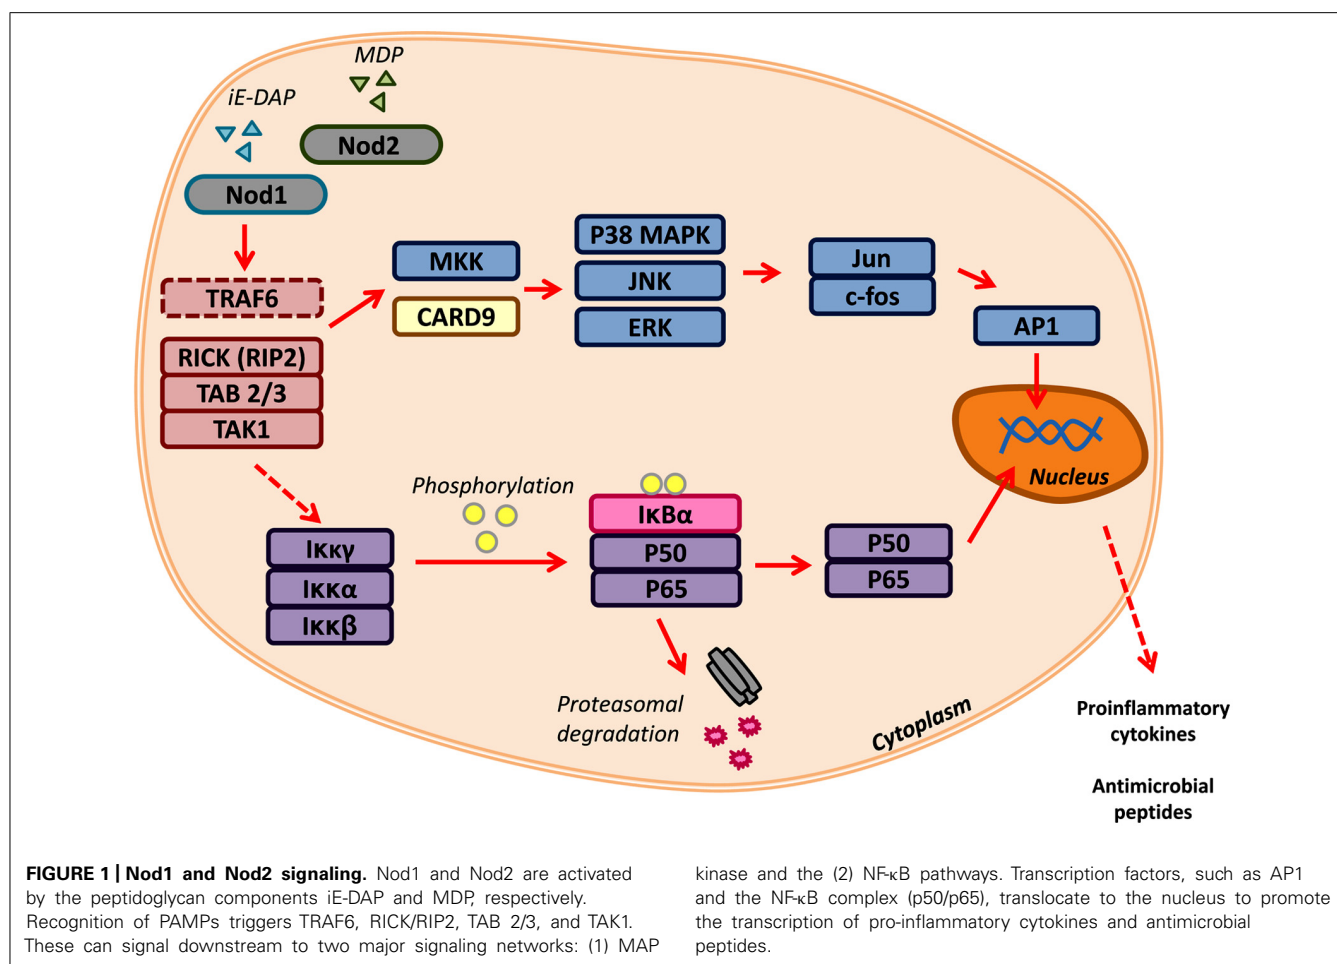 MDP
iE-DAP
Nod2
Nod1
TRAF6
RICK (RIP2)
TAB 2/3
TAK1
MKK
CARD9
P38 MAPK
JNK
ERK
Jun
c-fos
AP1
Nucleus
Phosphorylation
Iκκγ
Iκκα
Iκκβ
IκBα
P50
P65
P50
P65
Proteasomal
degradation
Cytoplasm
Proinflammatory
cytokines
Antimicrobial
peptides
FIGURE 1 | Nod1 and Nod2 signaling. Nod1 and Nod2 are activated
by the peptidoglycan components iE-DAP and MDP, respectively.
Recognition of PAMPs triggers TRAF6, RICK/RIP2, TAB 2/3, and TAK1.
These can signal downstream to two major signaling networks: (1) MAP
kinase and the (2) NF-κB pathways. Transcription factors, such as AP1
and the NF-κB complex (p50/p65), translocate to the nucleus to promote
the transcription of pro-inflammatory cytokines and antimicrobial
peptides.